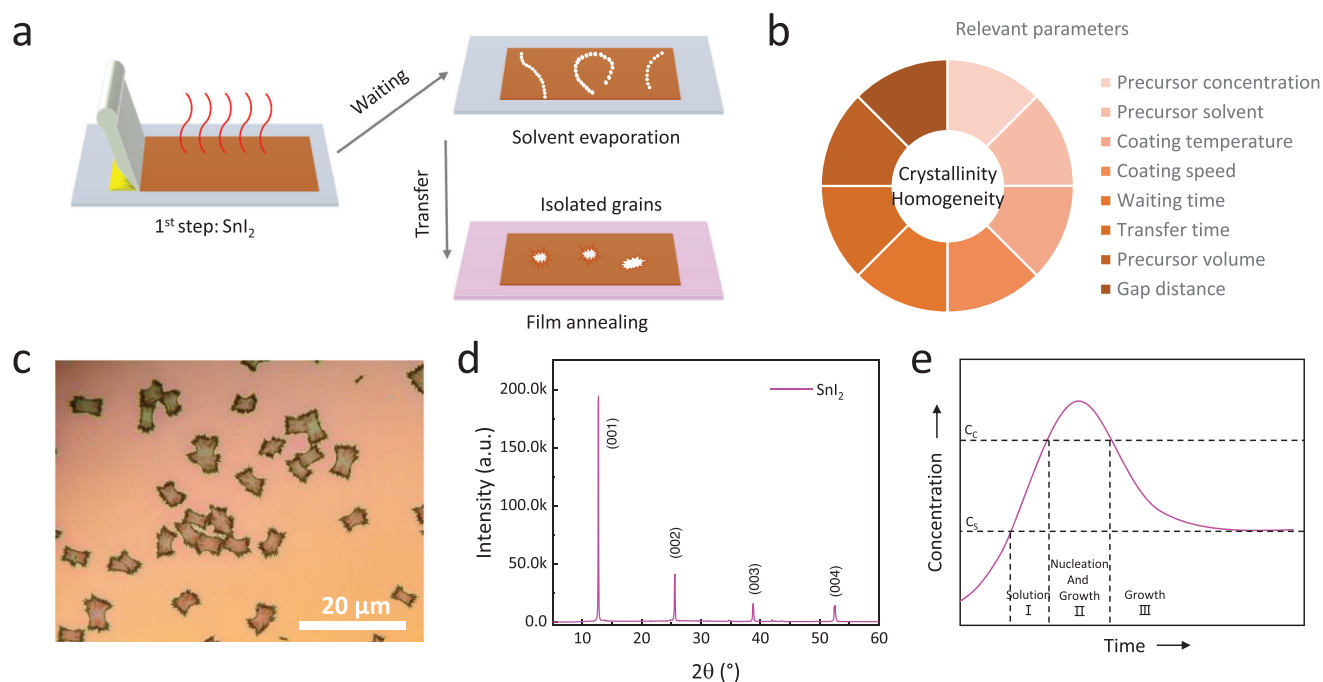 a
Waiting
1st step: SnI2
Solvent evaporation
Transfer
Isolated grains
Film annealing
b
Relevant parameters
Crystallinity
Homogeneity
Precursor concentration
Precursor solvent
Coating temperature
Coating speed
Waiting time
Transfer time
Precursor volume
Gap distance
c
20 μm
d
Intensity (a.u.)
200.0k
150.0k
100.0k
50.0k
0.0
SnI2
(001)
(002)
(003)
(004)
10
20
30
40
50
60
2θ (°)
e
Concentration
CC
CS
Solution
I
Nucleation
And
Growth
II
Growth
III
Time